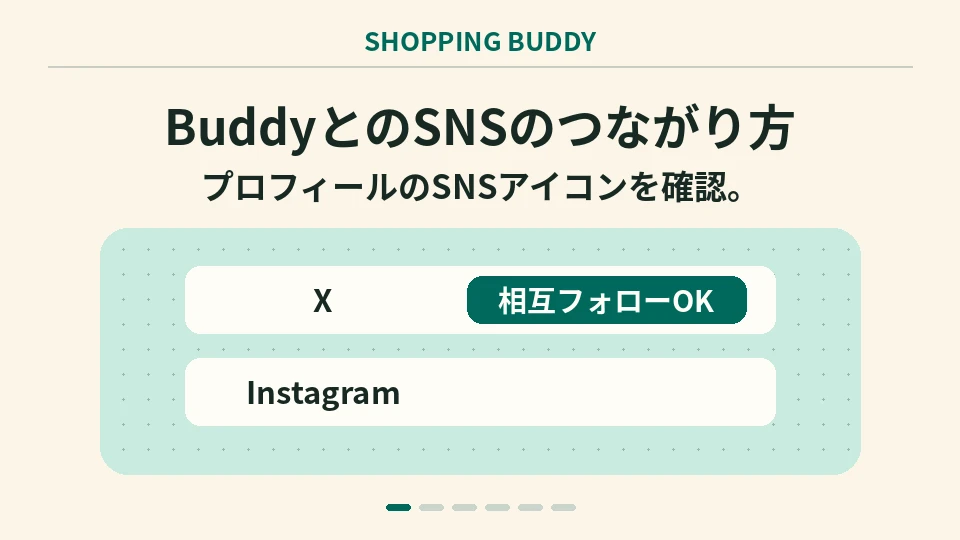 SHOPPING BUDDY
BuddyとのSNSのつながり方
プロフィールのSNSアイコンを確認。
X 相互フォローOK
Instagram